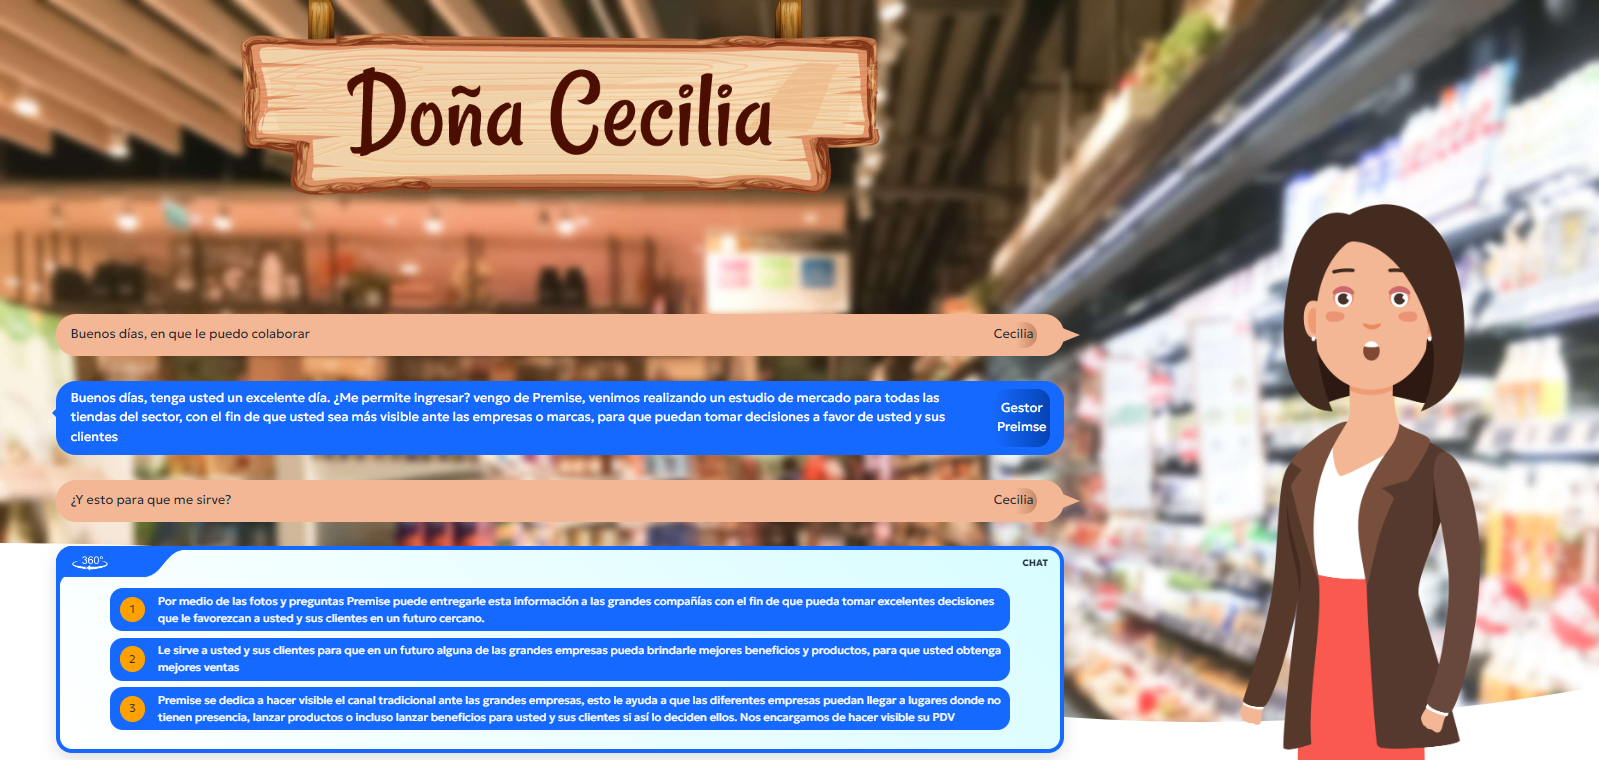 Doña Cecilia
Buenos días, en que le puedo colaborar
Cecilia
Buenos días, tenga usted un excelente día. ¿Me permite ingresar? vengo de Premise, venimos realizando un estudio de mercado para todas las
tiendas del sector, con el fin de que usted sea más visible ante las empresas o marcas, para que puedan tomar decisiones a favor de usted y sus
clientes
Gestor
Preimse
¿Y esto para que me sirve?
Cecilia
360°
CHAT
1
Por medio de las fotos y preguntas Premise puede entregarle esta información a las grandes compañías con el fin de que pueda tomar excelentes decisiones
que le favorezcan a usted y sus clientes en un futuro cercano.
2
Le sirve a usted y sus clientes para que en un futuro alguna de las grandes empresas pueda brindarle mejores beneficios y productos, para que usted obtenga
mejores ventas
3
Premise se dedica a hacer visible el canal tradicional ante las grandes empresas, esto le ayuda a que las diferentes empresas puedan llegar a lugares donde no
tienen presencia, lanzar productos o incluso lanzar beneficios para usted y sus clientes si así lo deciden ellos. Nos encargamos de hacer visible su PDV